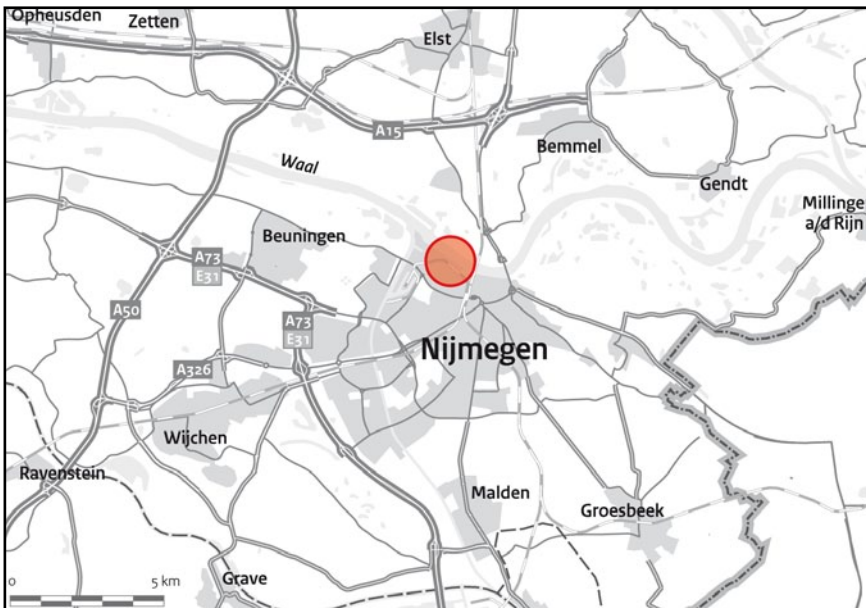 Opheusden
Zetten
Elst
A15
Waal
Bemmel
Gendt
Millinge
a/d Rijn
Beuningen
A73
E31
A50
A73
E31
Nijmegen
A326
Wijchen
Ravenstein
Malden
Groesbeek
Grave
0
5 km